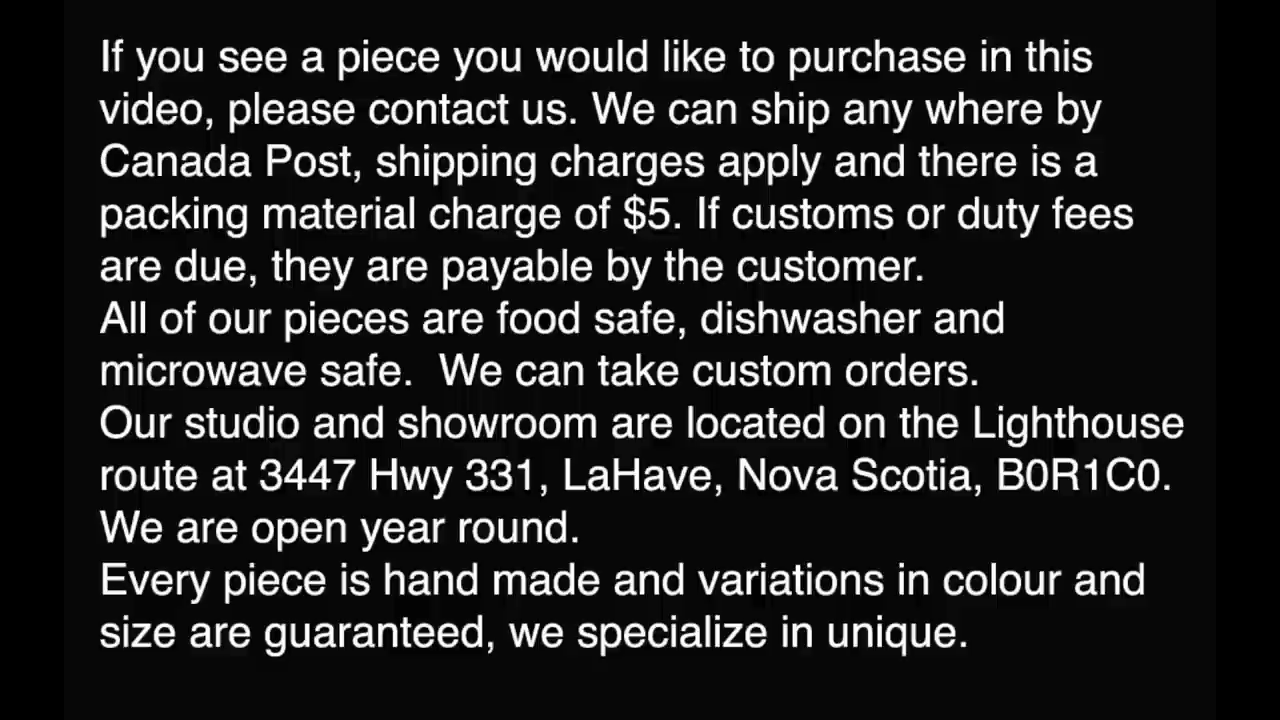 If you see a piece you would like to purchase in this
video, please contact us. We can ship any where by
Canada Post, shipping charges apply and there is a
packing material charge of $5. If customs or duty fees
are due, they are payable by the customer.
All of our pieces are food safe, dishwasher and
microwave safe.  We can take custom orders.
Our studio and showroom are located on the Lighthouse
route at 3447 Hwy 331, LaHave, Nova Scotia, B0R1C0.
We are open year round.
Every piece is hand made and variations in colour and
size are guaranteed, we specialize in unique.